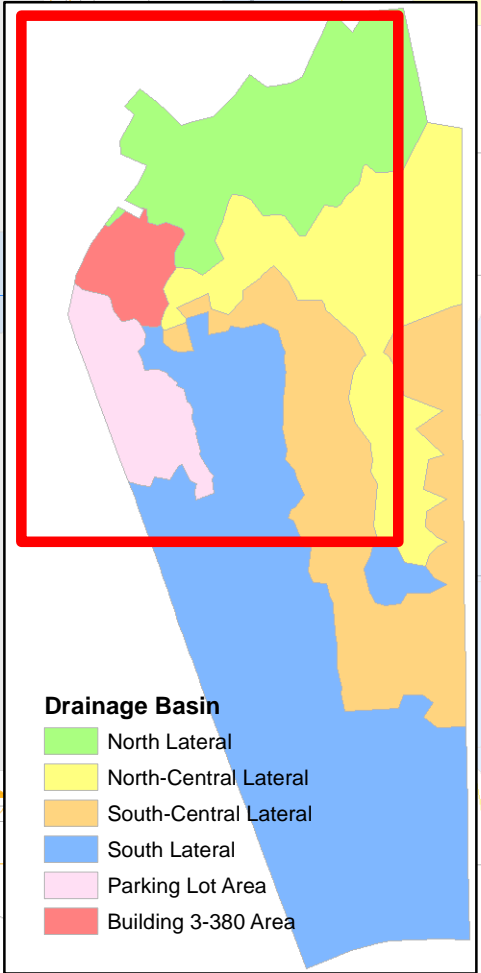 Drainage Basin
North Lateral
North-Central Lateral
South-Central Lateral
South Lateral
Parking Lot Area
Building 3-380 Area